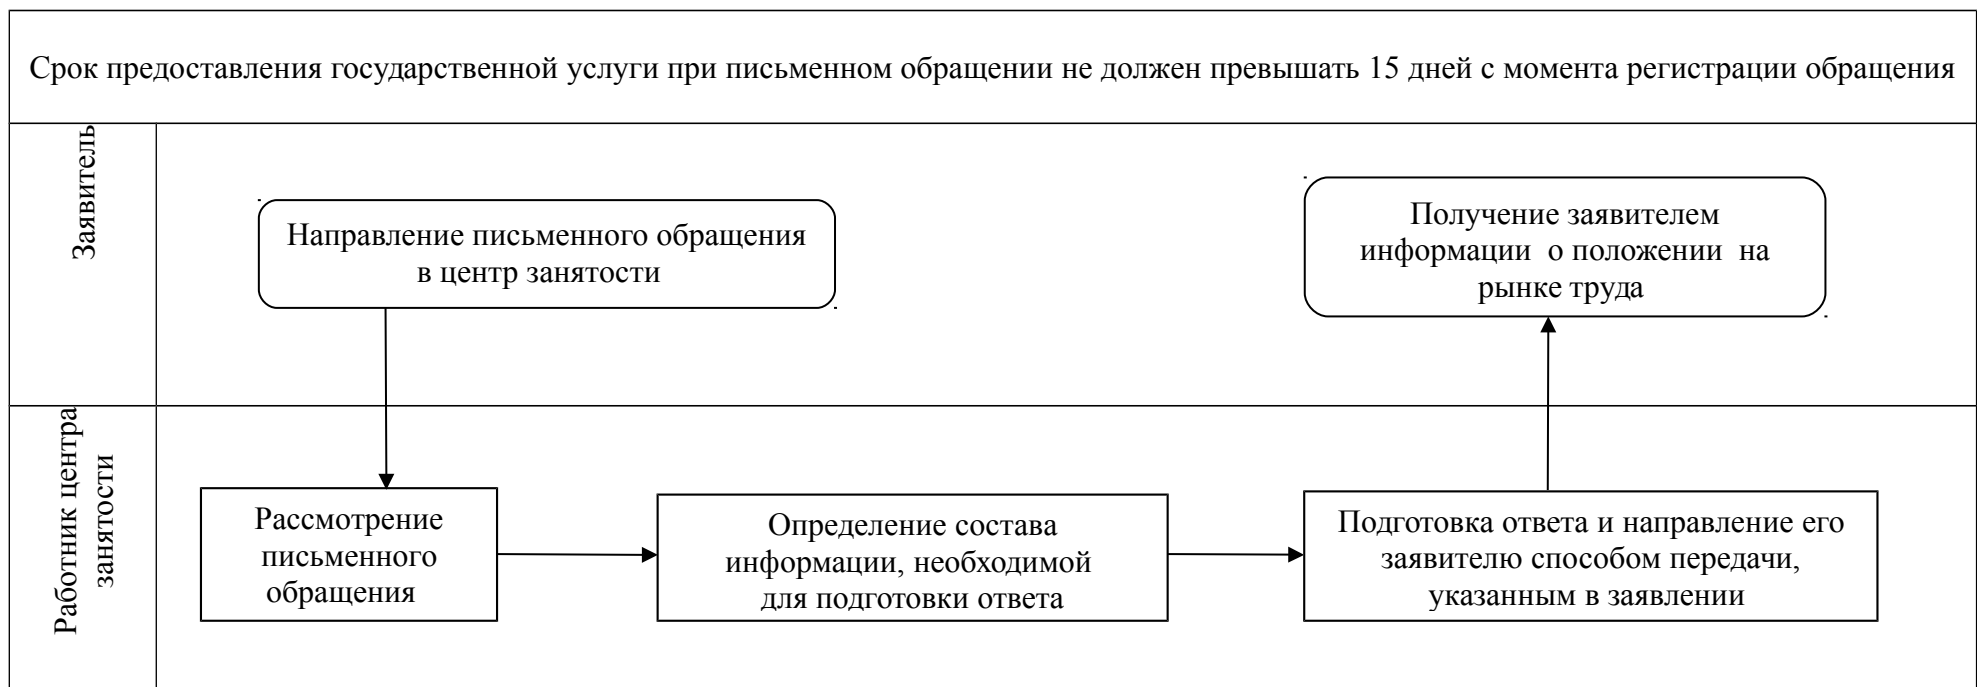 Срок предоставления государственной услуги при письменном обращении не должен превышать 15 дней с момента регистрации обращения
Заявитель
Направление письменного обращения
в центр занятости
Получение заявителем
информации о положении на
рынке труда
Работник центра
занятости
Рассмотрение
письменного
обращения
Определение состава
информации, необходимой
для подготовки ответа
Подготовка ответа и направление его
заявителю способом передачи,
указанным в заявлении